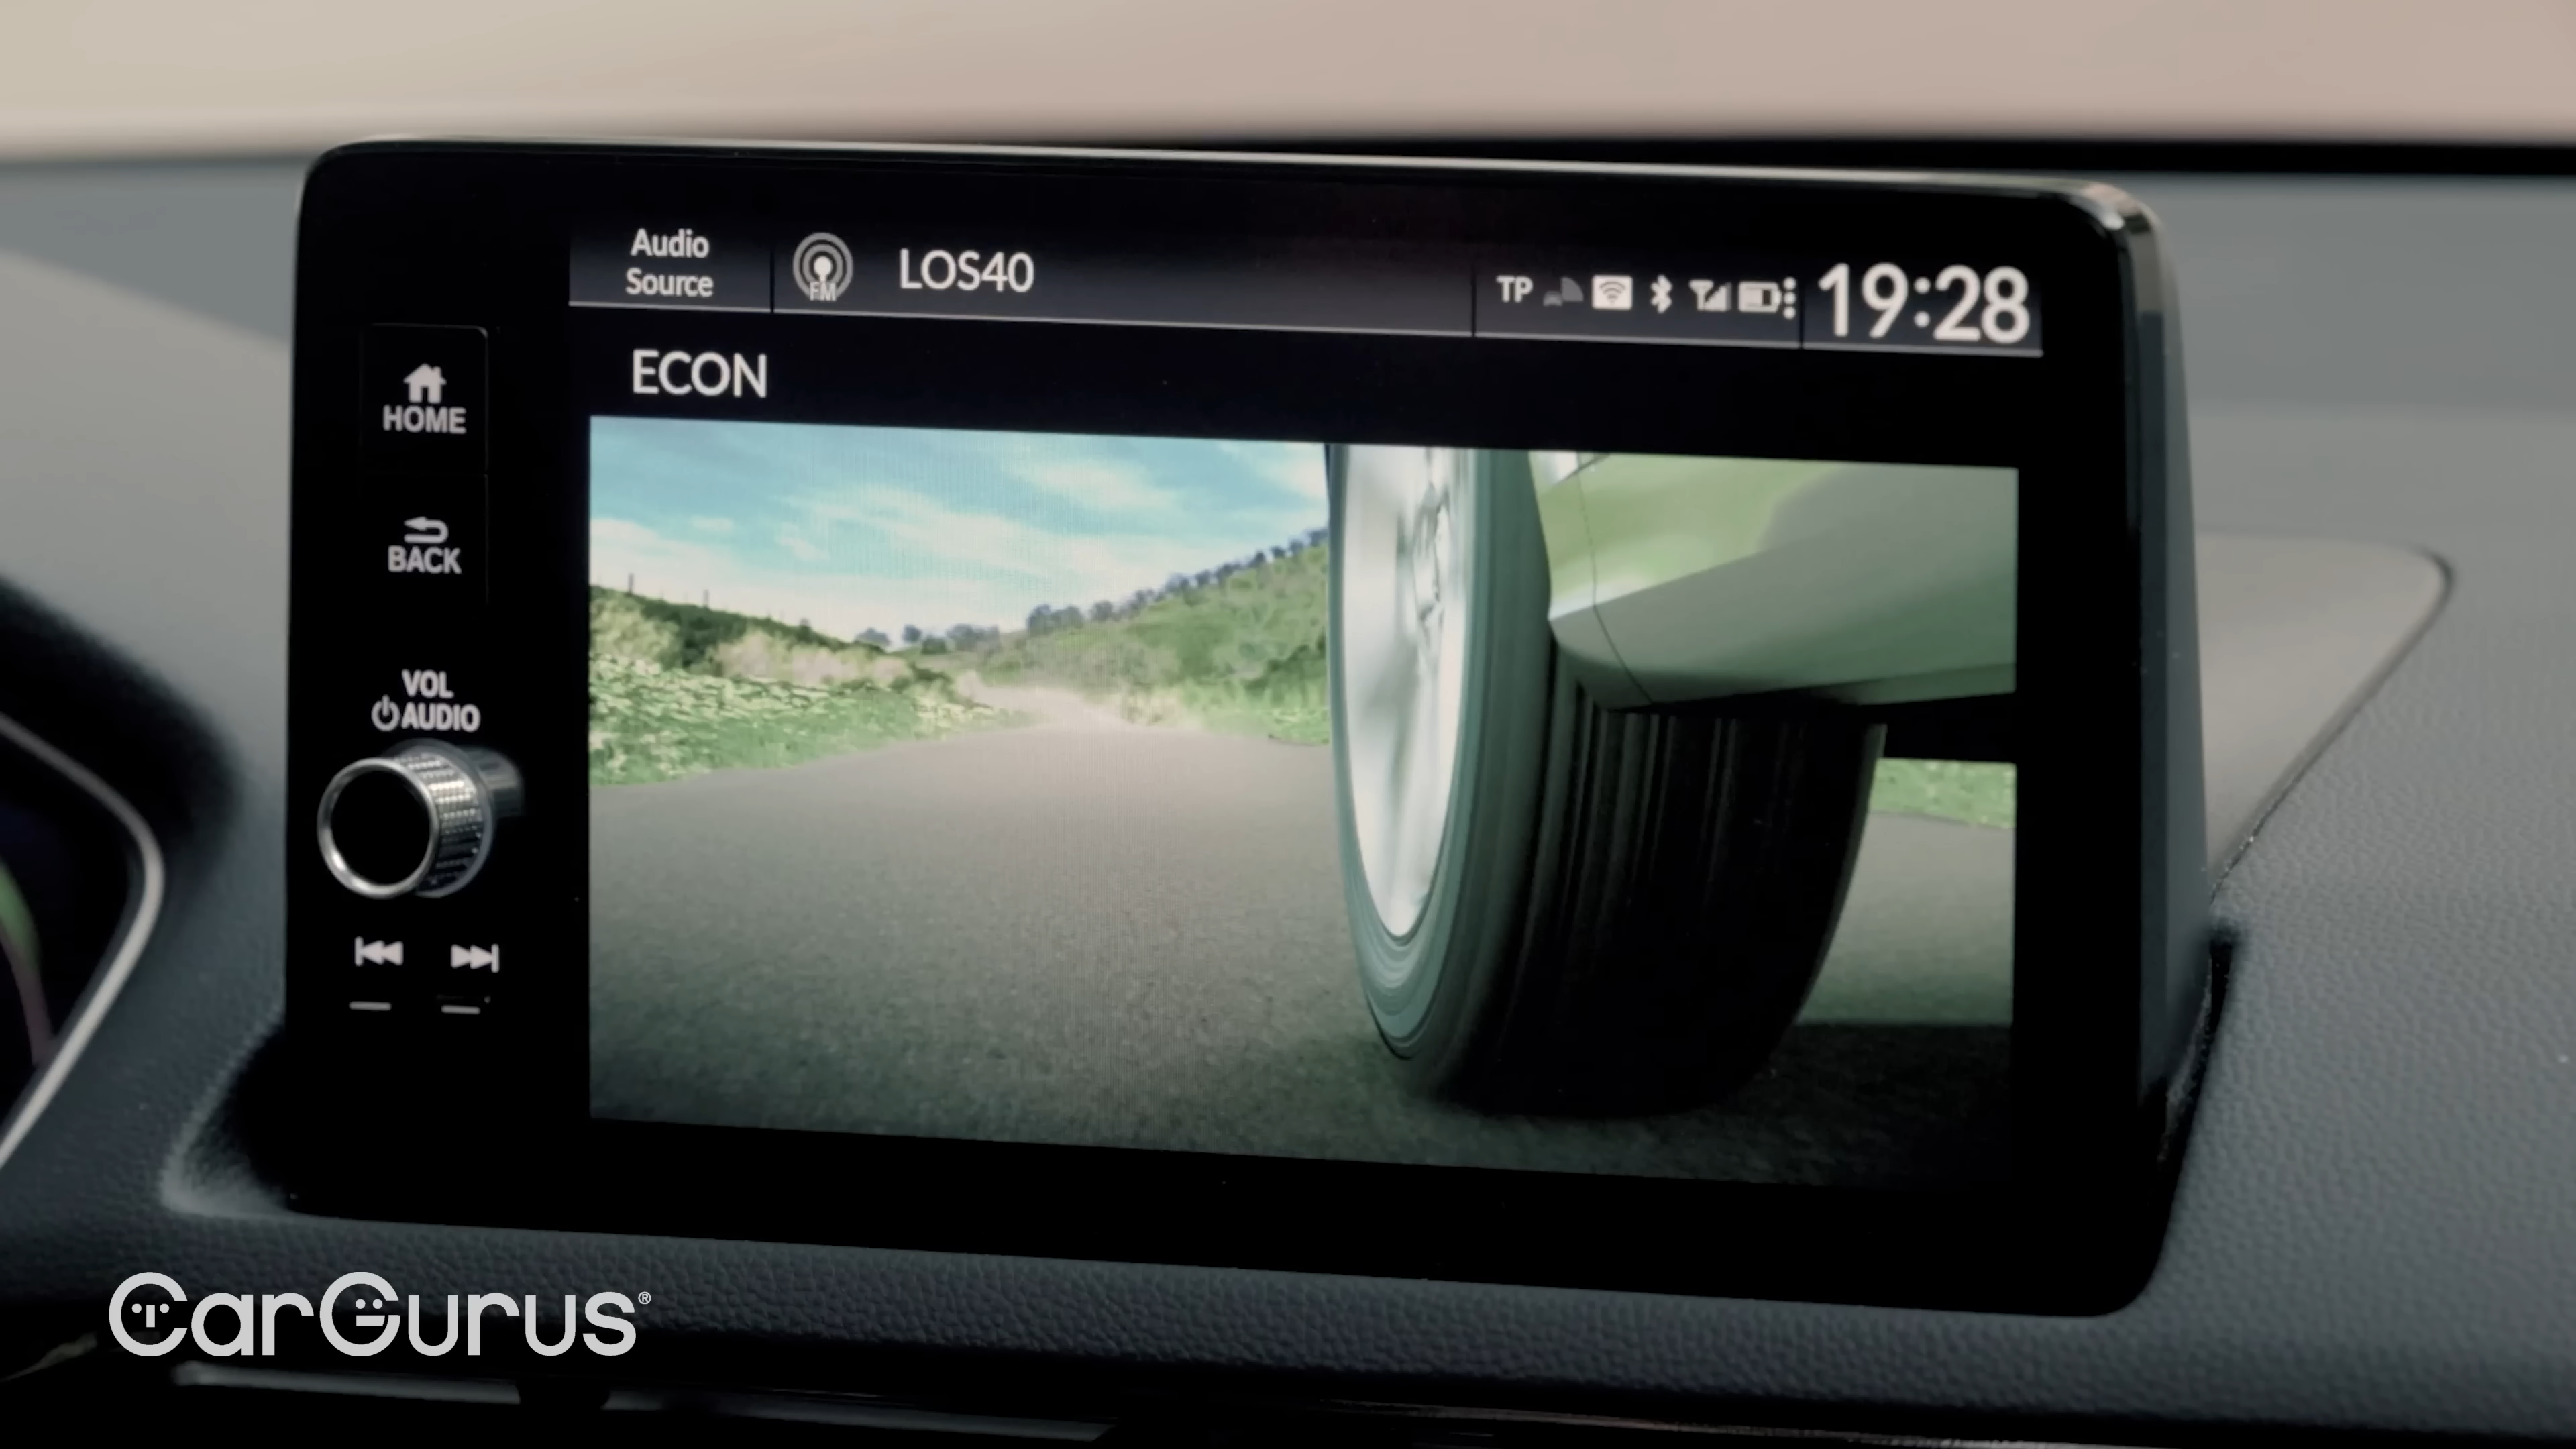 Audio
Source
FM
LOS40
TP
19:28
ECON
HOME
BACK
VOL
AUDIO
CarGurus®